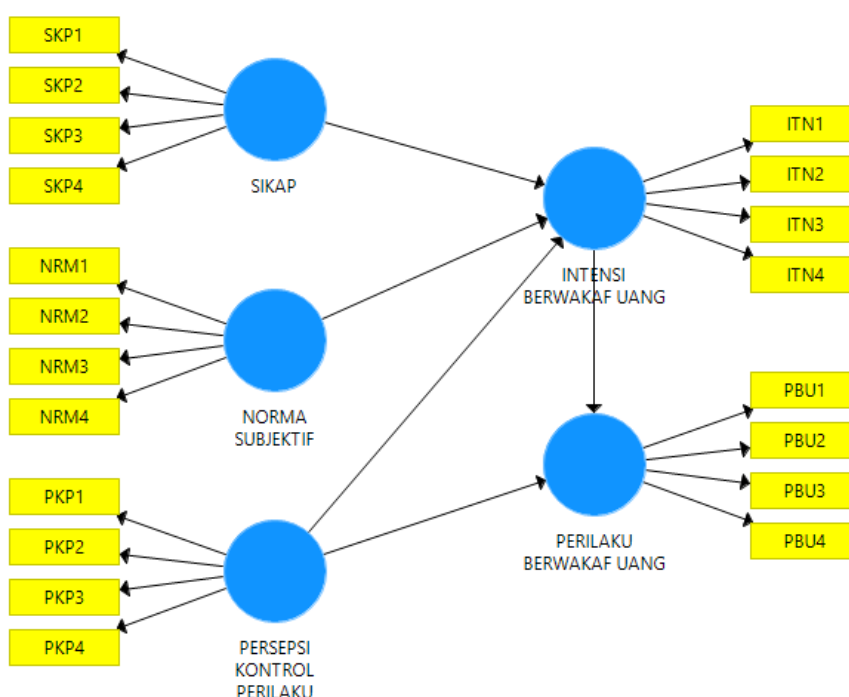 SKP1
SKP2
SKP3
SKP4
SIKAP
NRM1
NRM2
NRM3
NRM4
NORMA
SUBJEKTIF
PKP1
PKP2
PKP3
PKP4
PERSEPSI
KONTROL
PERILAKU
ITN1
ITN2
ITN3
ITN4
INTENSI
BERWAKAF UANG
PBU1
PBU2
PBU3
PBU4
PERILAKU
BERWAKAF UANG